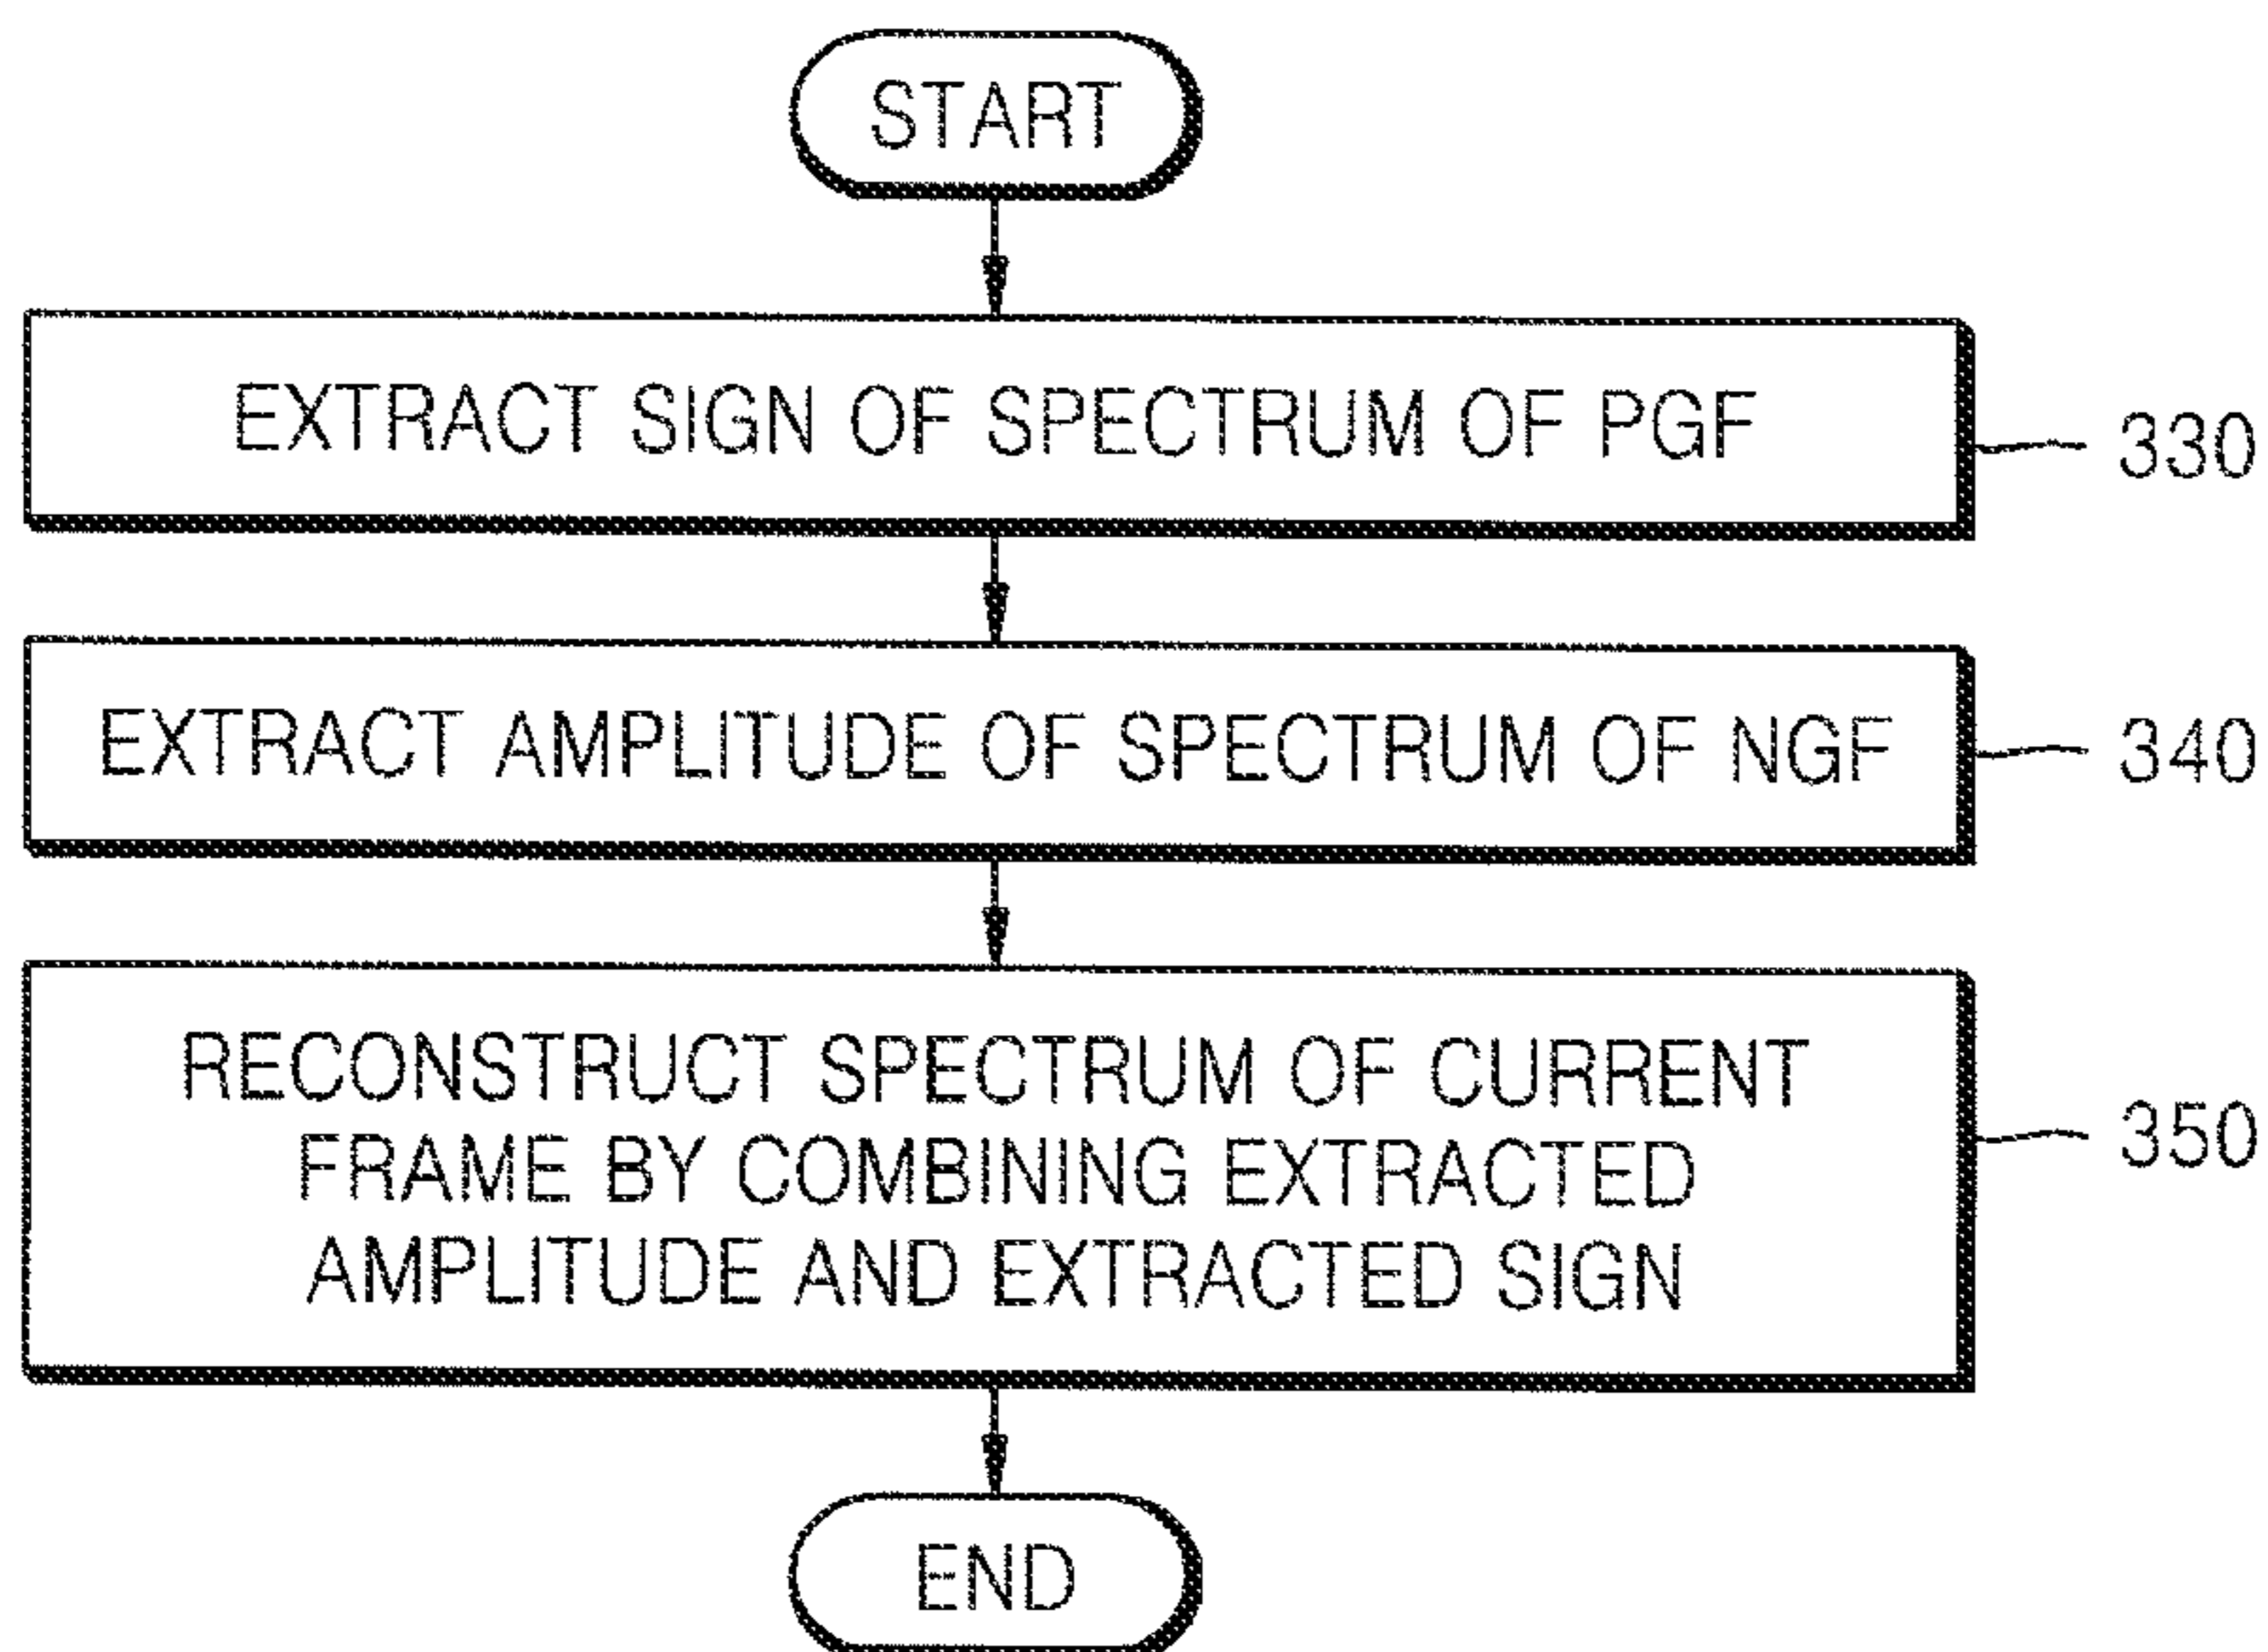 START
EXTRACT SIGN OF SPECTRUM OF PGF
330
EXTRACT AMPLITUDE OF SPECTRUM OF NGF
340
RECONSTRUCT SPECTRUM OF CURRENT
FRAME BY COMBINING EXTRACTED
AMPLITUDE AND EXTRACTED SIGN
350
END